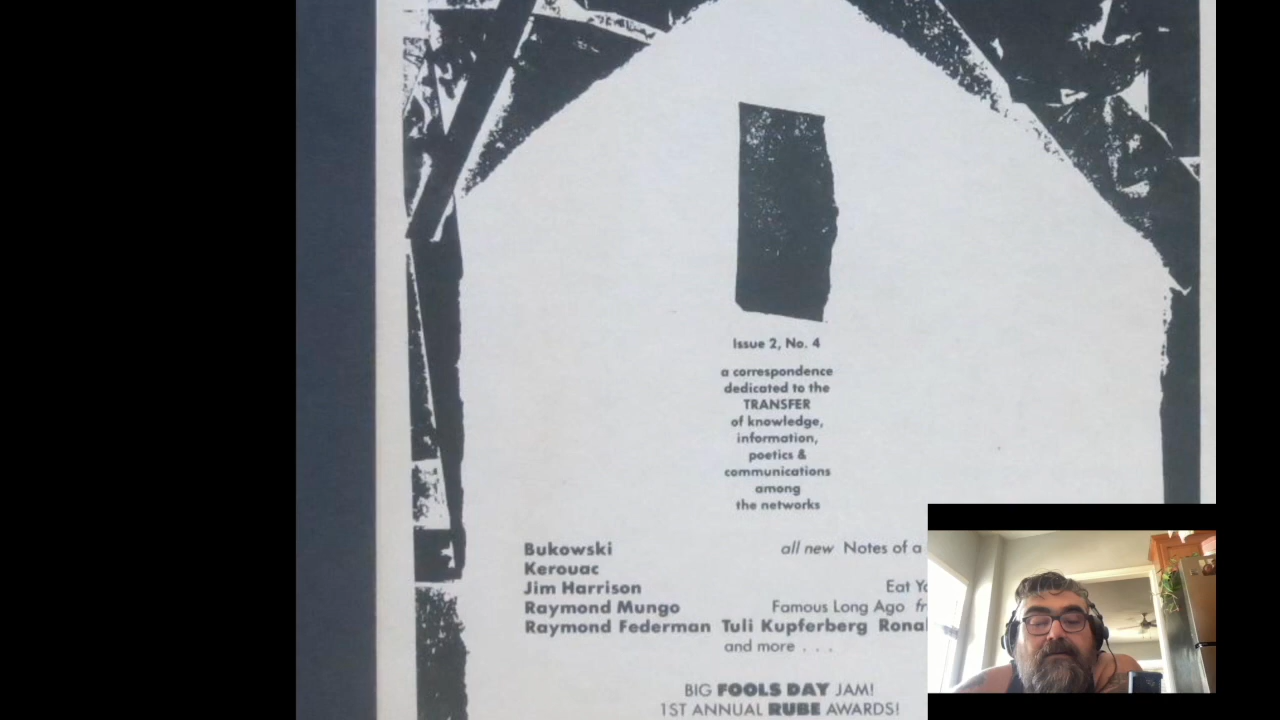 Issue 2, No. 4
a correspondence
dedicated to the
TRANSFER
of knowledge,
information,
poetics &
communications
among
the networks
Bukowski all new Notes of a
Kerouac
Jim Harrison Eat
Raymond Mungo Famous Long Ago
Raymond Federman Tuli Kupferberg
and more . . .
BIG FOOLS DAY JAM!
1ST ANNUAL RUBE AWARDS!